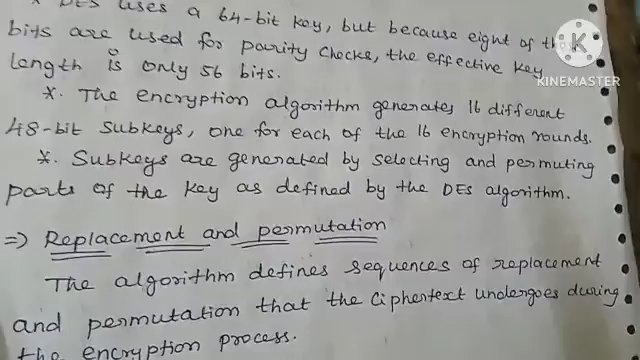 * DES uses a 64-bit key, but because eight of those
bits are used for parity checks, the effective key
length is only 56 bits.
*. The encryption algorithm generates 16 different
48-bit subkeys, one for each of the 16 encryption rounds.
*. Subkeys are generated by selecting and permuting
parts of the key as defined by the DES algorithm.
=> Replacement and permutation
The algorithm defines sequences of replacement
and permutation that the ciphertext undergoes during
the encryption process.
K
KINEMASTER